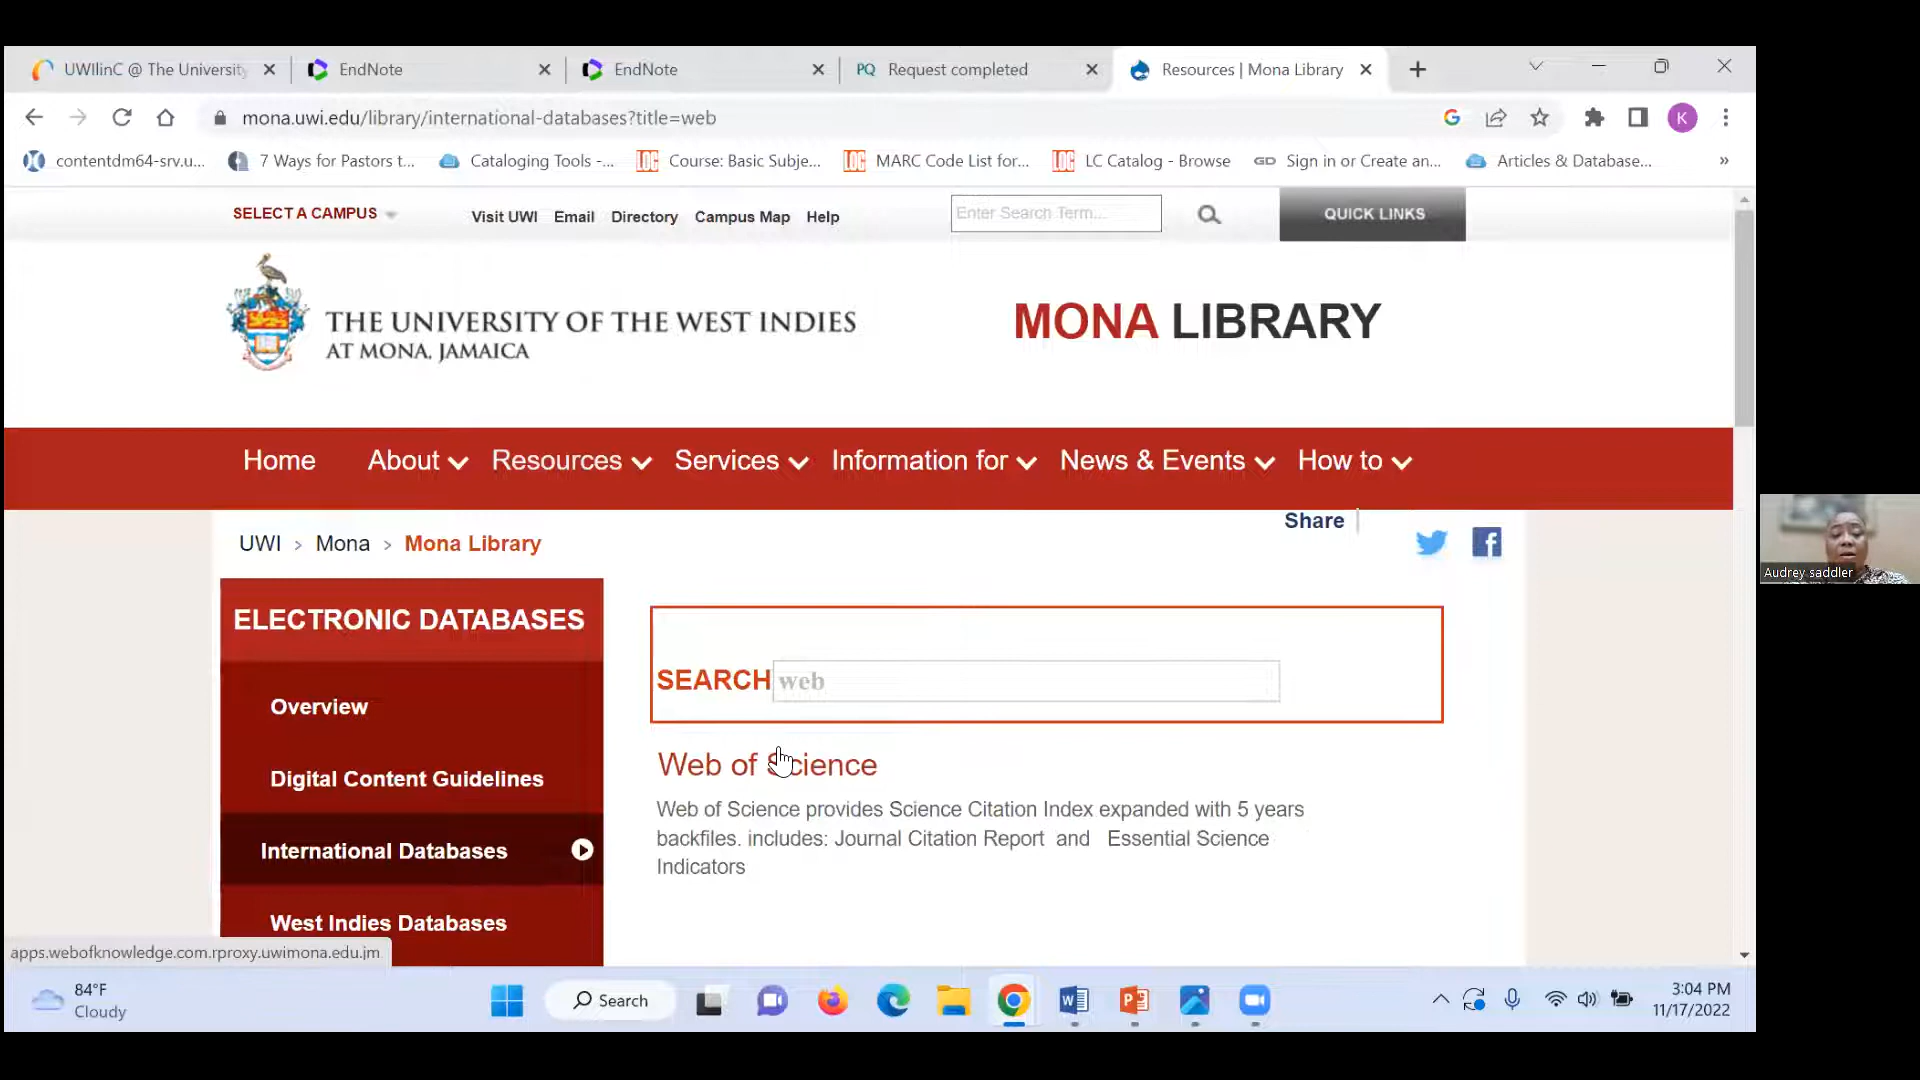 UWIlinC @ The University
EndNote
EndNote
PQ Request completed
Resources | Mona Library
mona.uwi.edu/library/international-databases?title=web
G
K
contentdm64-srv.u...
7 Ways for Pastors t...
Cataloging Tools -...
Course: Basic Subje...
MARC Code List for...
LC Catalog - Browse
GD Sign in or Create an...
Articles & Database...
»
SELECT A CAMPUS
Visit UWI Email Directory Campus Map Help
Enter Search Term...
QUICK LINKS
THE UNIVERSITY OF THE WEST INDIES
AT MONA, JAMAICA
MONA LIBRARY
Home About Resources Services Information for News & Events How to
Share
UWI > Mona > Mona Library
ELECTRONIC DATABASES
Overview
Digital Content Guidelines
International Databases
West Indies Databases
SEARCH web
Web of Science
Web of Science provides Science Citation Index expanded with 5 years
backfiles. includes: Journal Citation Report and Essential Science
Indicators
Audrey saddler
apps.webofknowledge.com.rproxy.uwimona.edu.jm
84°F
Cloudy
Search
3:04 PM
11/17/2022